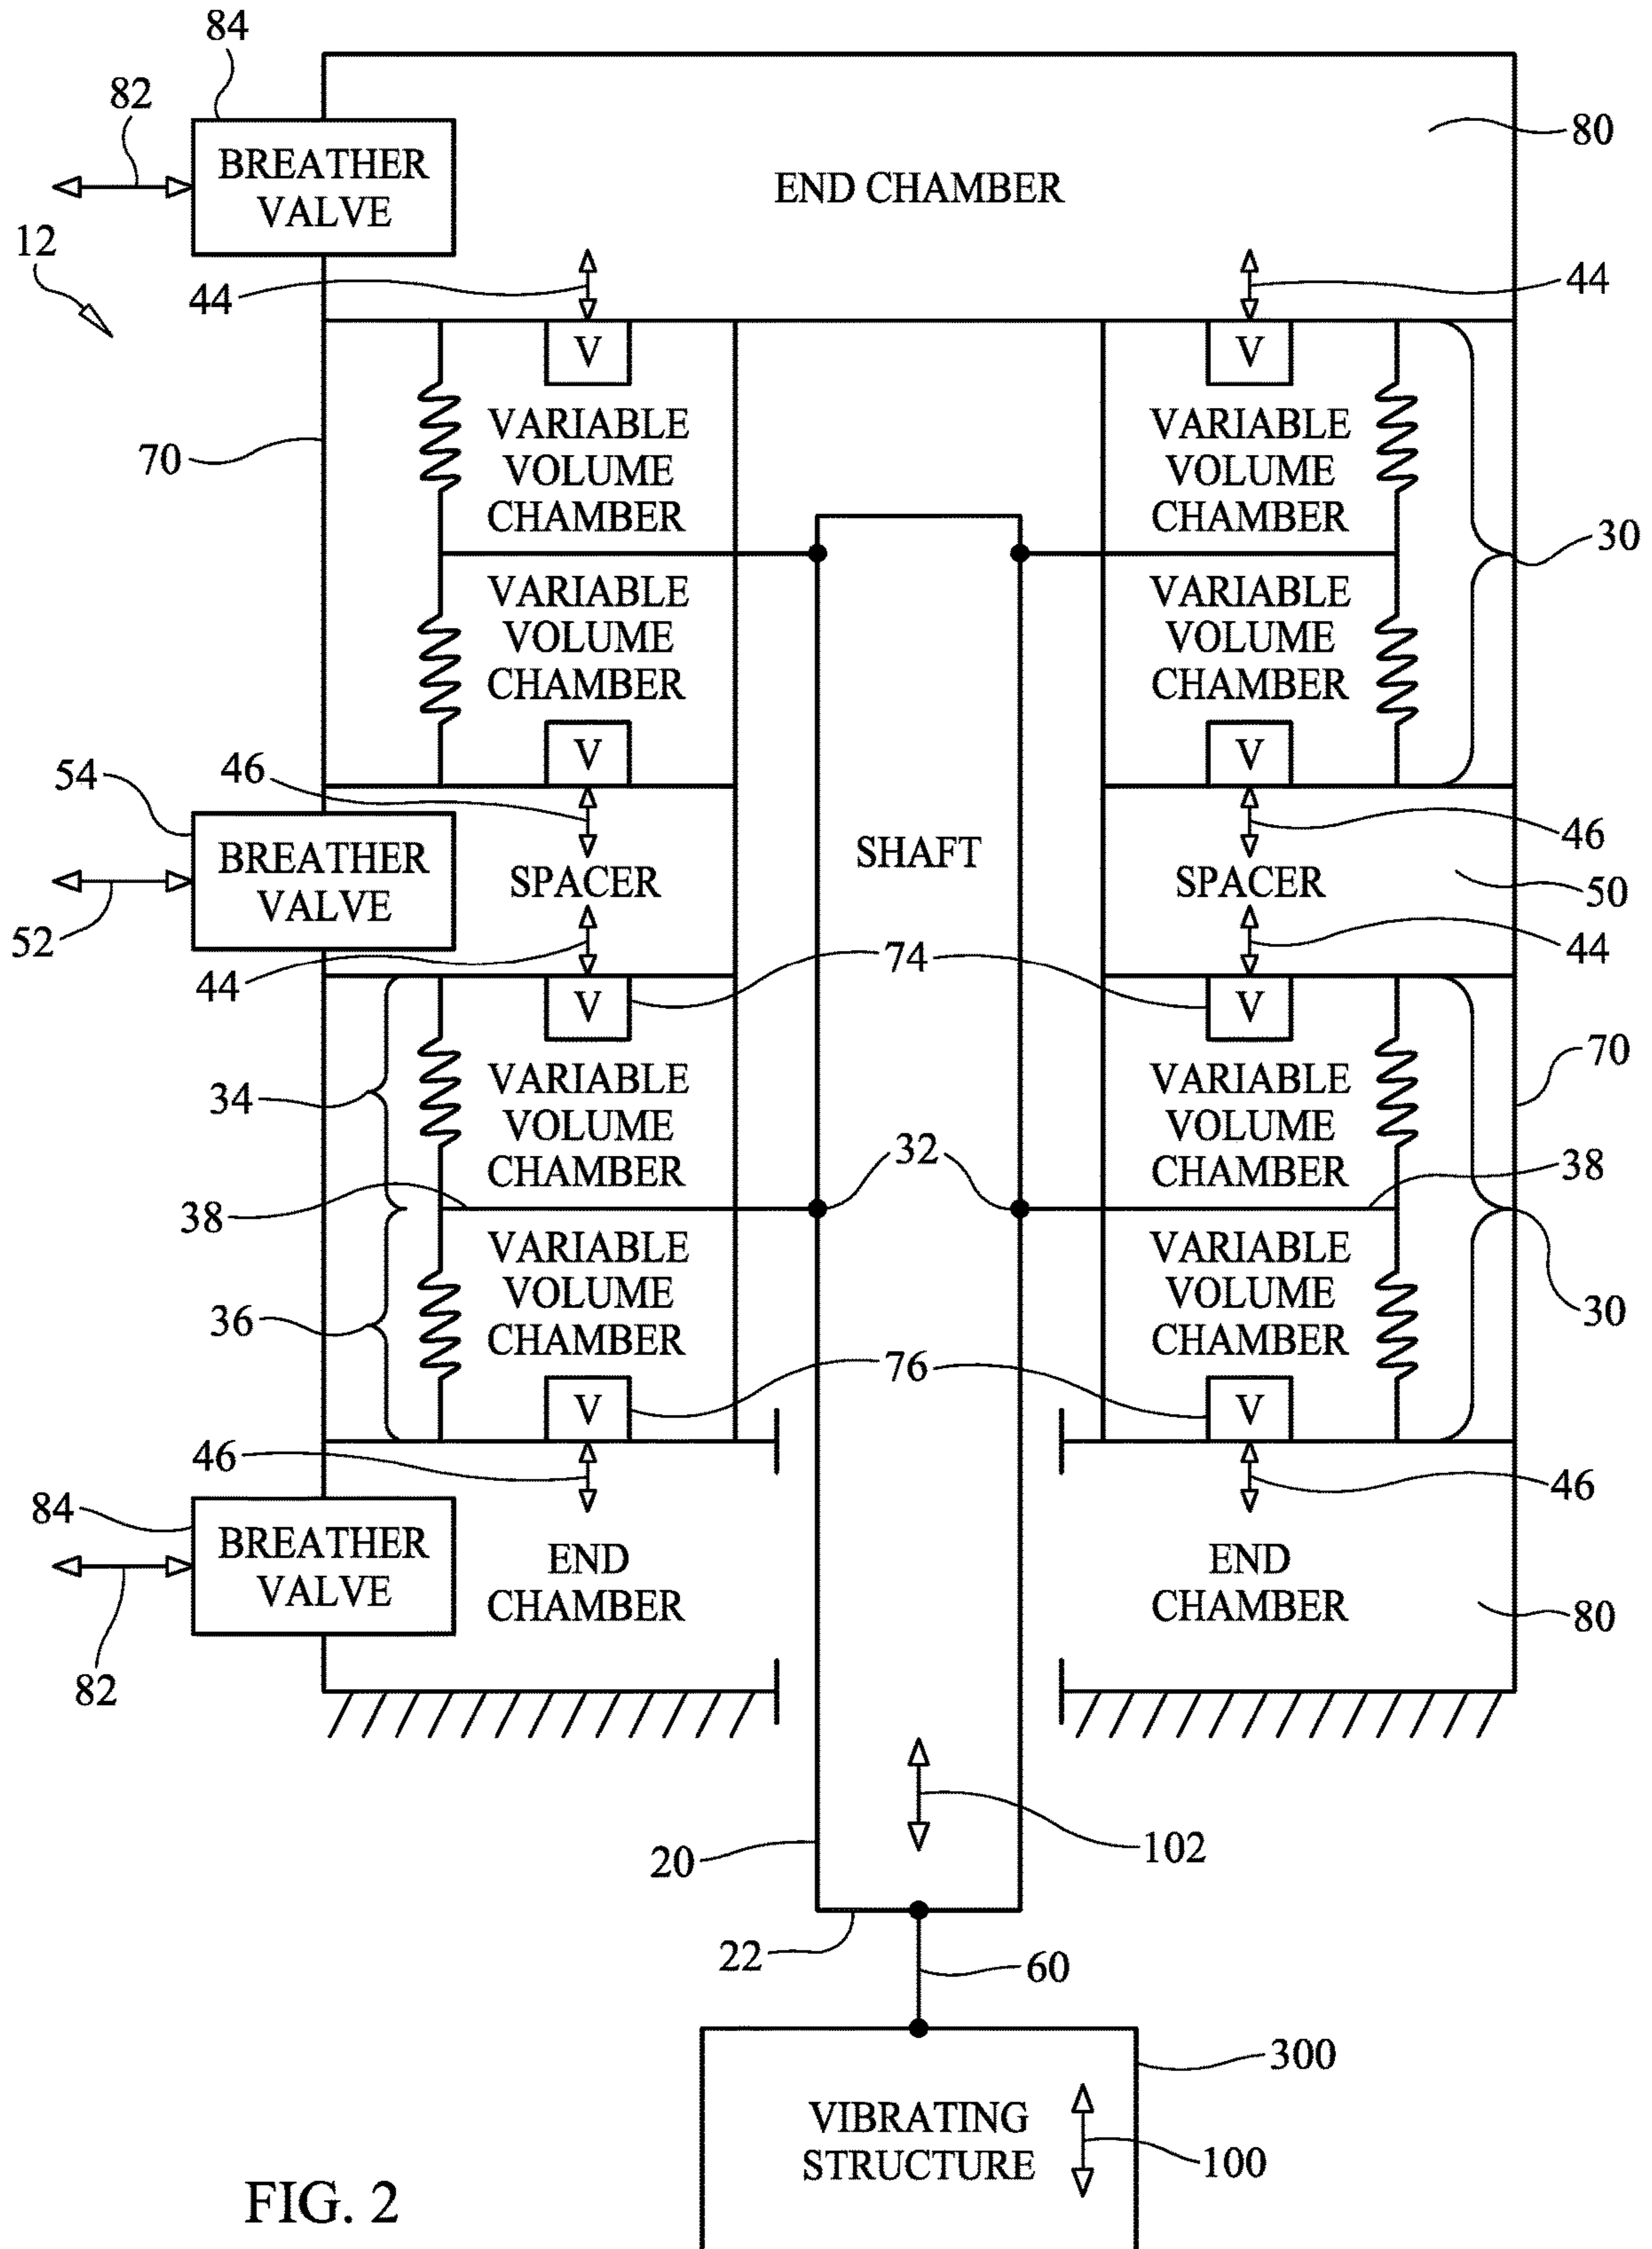 84
82
BREATHER
VALVE
80
END CHAMBER
12
44
44
V
V
70
VARIABLE
VOLUME
CHAMBER
VARIABLE
VOLUME
CHAMBER
30
VARIABLE
VOLUME
CHAMBER
VARIABLE
VOLUME
CHAMBER
V
V
46
54
BREATHER
VALVE
52
SPACER
SHAFT
46
SPACER
50
44
74
44
V
V
34
VARIABLE
VOLUME
CHAMBER
VARIABLE
VOLUME
CHAMBER
70
32
38
38
VARIABLE
VOLUME
CHAMBER
VARIABLE
VOLUME
CHAMBER
36
30
76
V
V
46
46
84
BREATHER
VALVE
82
END
CHAMBER
END
CHAMBER
80
20
102
22
60
300
VIBRATING
STRUCTURE
100
FIG. 2